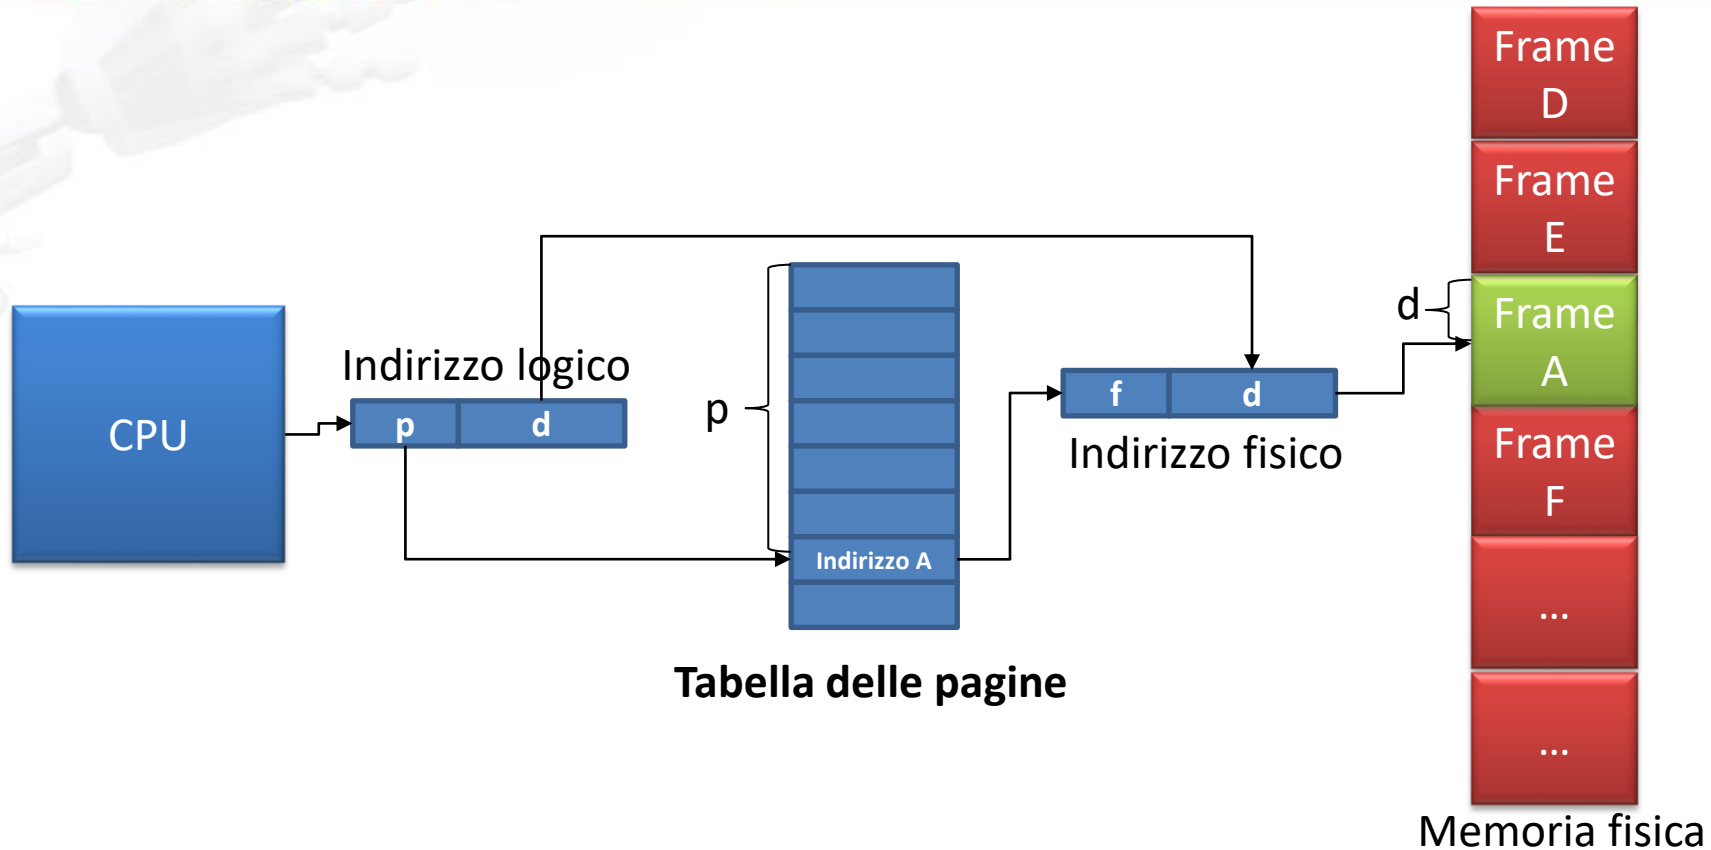 CPU
Indirizzo logico
p
d
p
Indirizzo A
Tabella delle pagine
f
d
Indirizzo fisico
d
Frame
D
Frame
E
Frame
A
Frame
F
...
...
Memoria fisica